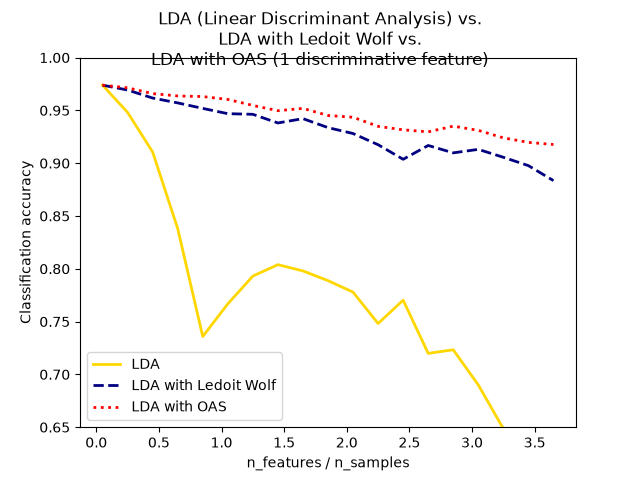 LDA (Linear Discriminant Analysis) vs.
LDA with Ledoit Wolf vs.
LDA with OAS (1 discriminative feature)
1.00
0.95
0.90
0.85
0.80
0.75
0.70
0.65
Classification accuracy
LDA
LDA with Ledoit Wolf
LDA with OAS
0.0 0.5 1.0 1.5 2.0 2.5 3.0 3.5
n_features / n_samples